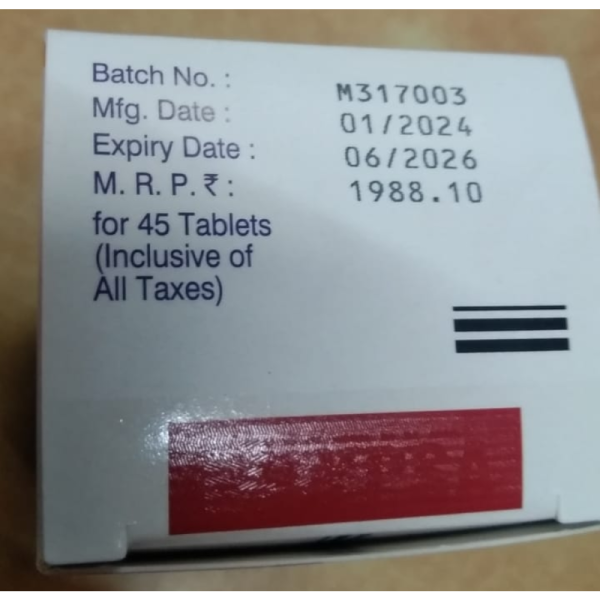 Batch No. : M317003
Mfg. Date : 01/2024
Expiry Date : 06/2026
M. R. P. ₹ : 1988.10
for 45 Tablets
(Inclusive of
All Taxes)